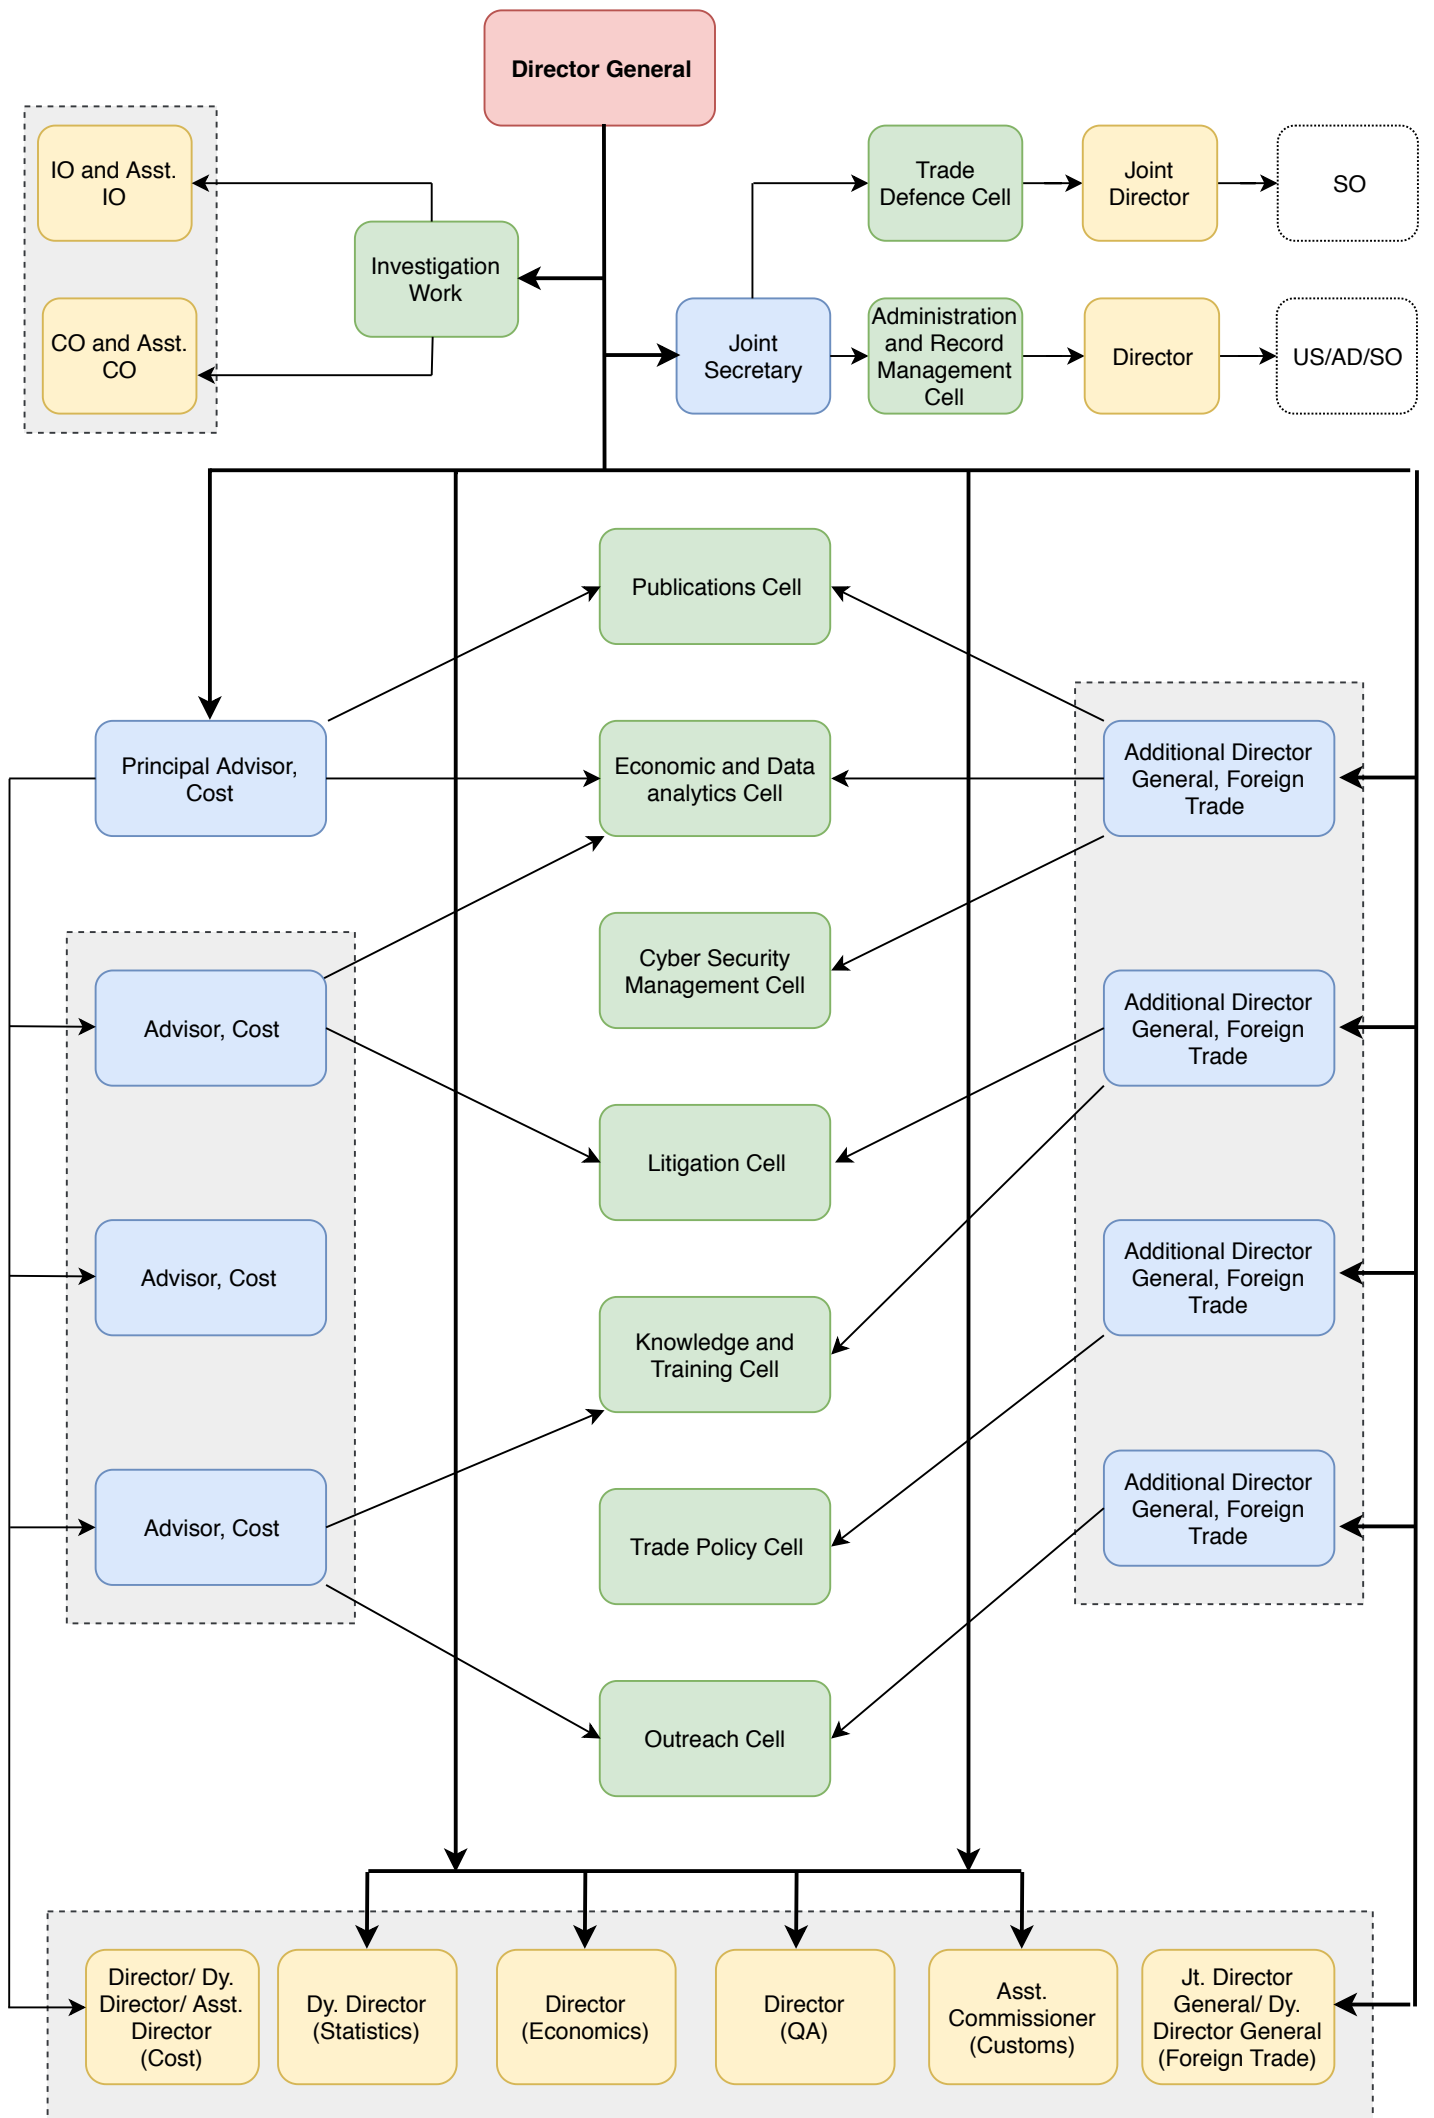 Director General
IO and Asst.
IO
Trade
Defence Cell
Joint
Director
SO
Investigation
Work
CO and Asst.
CO
Joint
Secretary
Administration
and Record
Management
Cell
Director
US/AD/SO
Publications Cell
Principal Advisor,
Cost
Economic and Data
analytics Cell
Additional Director
General, Foreign
Trade
Cyber Security
Management Cell
Advisor, Cost
Additional Director
General, Foreign
Trade
Litigation Cell
Advisor, Cost
Additional Director
General, Foreign
Trade
Knowledge and
Training Cell
Advisor, Cost
Trade Policy Cell
Additional Director
General, Foreign
Trade
Outreach Cell
Director/ Dy.
Director/ Asst.
Director
(Cost)
Dy. Director
(Statistics)
Director
(Economics)
Director
(QA)
Asst.
Commissioner
(Customs)
Jt. Director
General/ Dy.
Director General
(Foreign Trade)